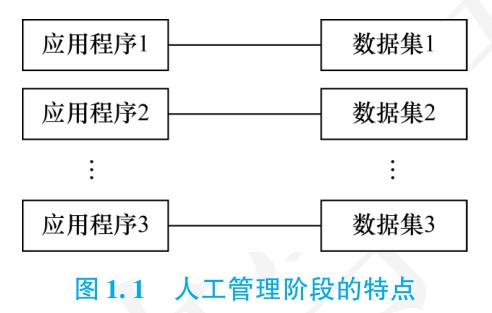 应用程序1 数据集1
应用程序2 数据集2
⋮ ⋮
应用程序3 数据集3
图1.1 人工管理阶段的特点